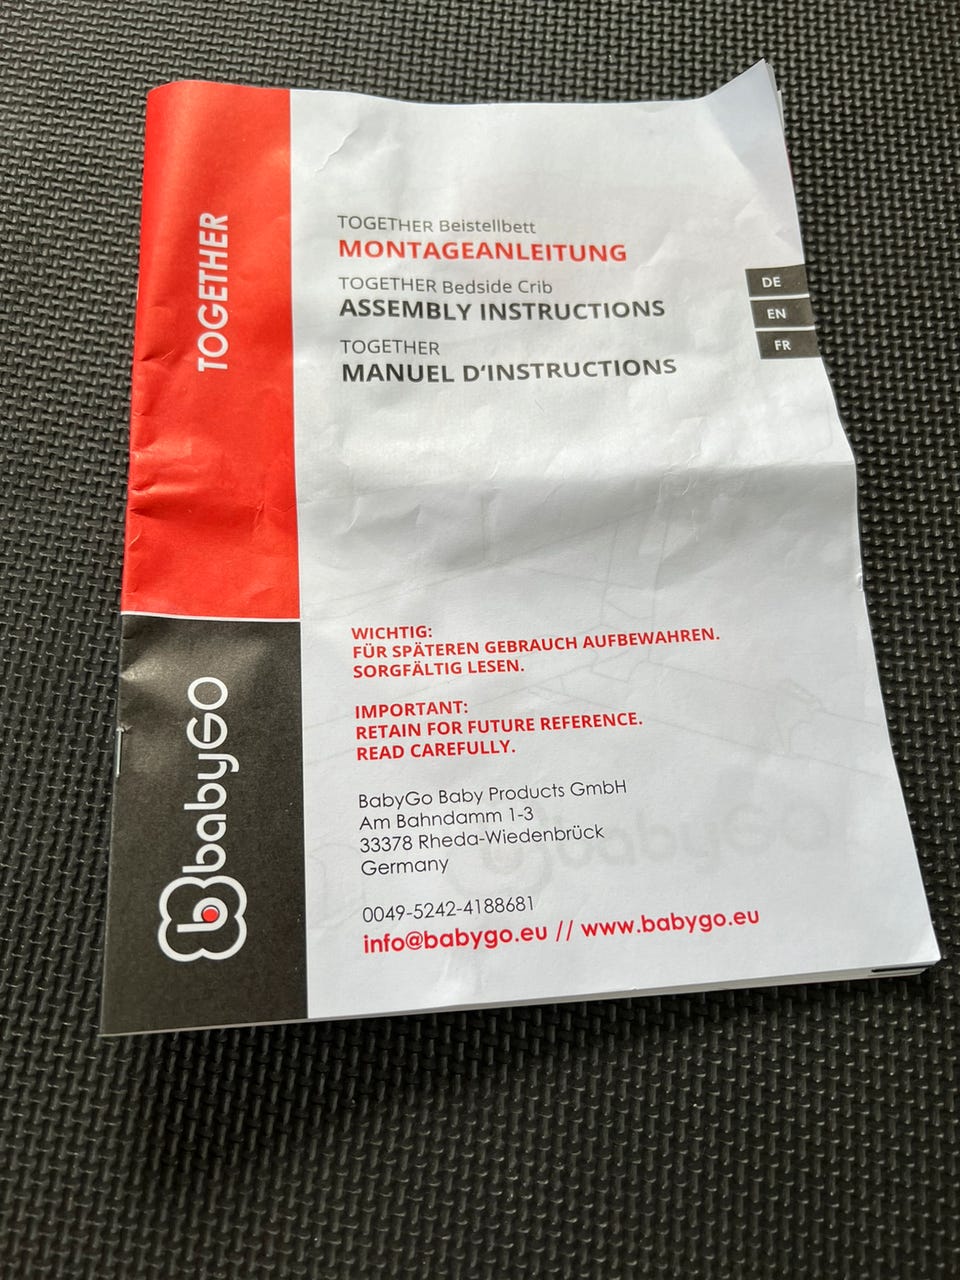 TOGETHER
babyGO
TOGETHER Beistellbett
MONTAGEANLEITUNG
TOGETHER Bedside Crib
ASSEMBLY INSTRUCTIONS
TOGETHER
MANUEL D‘INSTRUCTIONS
DE
EN
FR
WICHTIG:
FÜR SPÄTEREN GEBRAUCH AUFBEWAHREN.
SORGFÄLTIG LESEN.
IMPORTANT:
RETAIN FOR FUTURE REFERENCE.
READ CAREFULLY.
BabyGo Baby Products GmbH
Am Bahndamm 1-3
33378 Rheda-Wiedenbrück
Germany
0049-5242-4188681
info@babygo.eu // www.babygo.eu